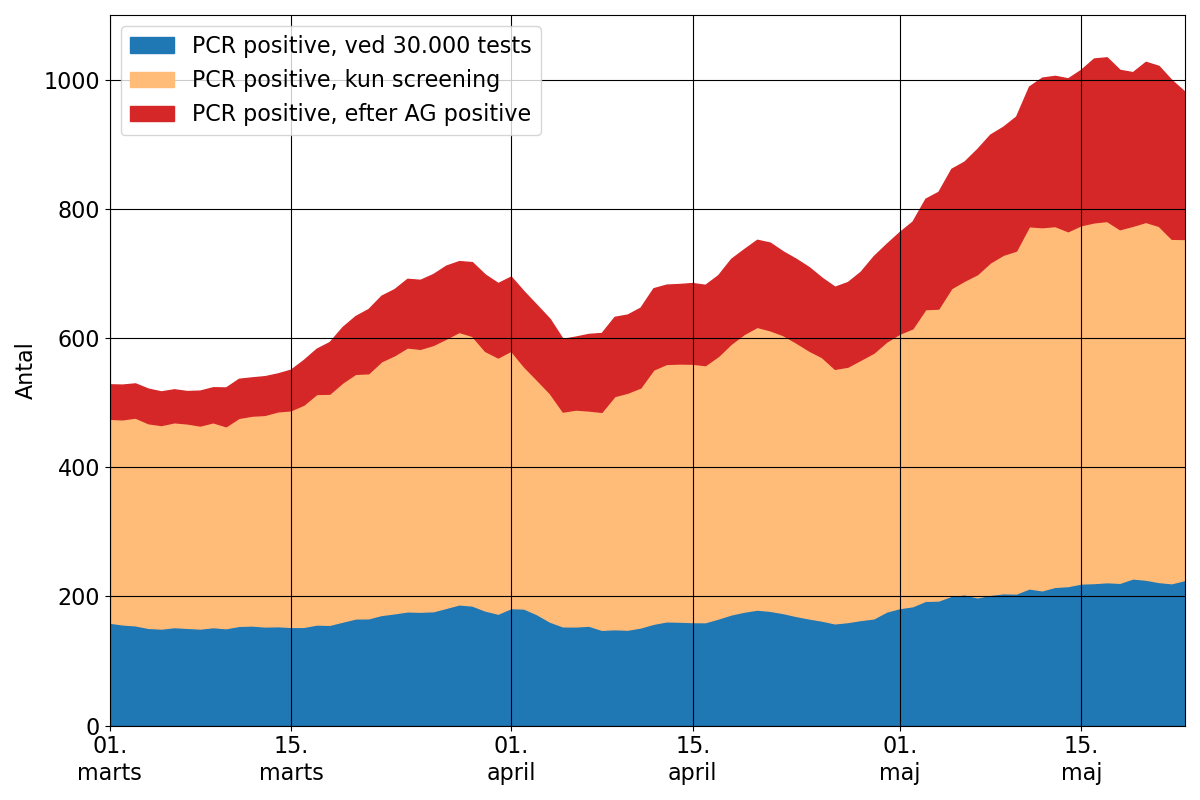 PCR positive, ved 30.000 tests
PCR positive, kun screening
PCR positive, efter AG positive
Antal
1000
800
600
400
200
0
01.
marts
15.
marts
01.
april
15.
april
01.
maj
15.
maj